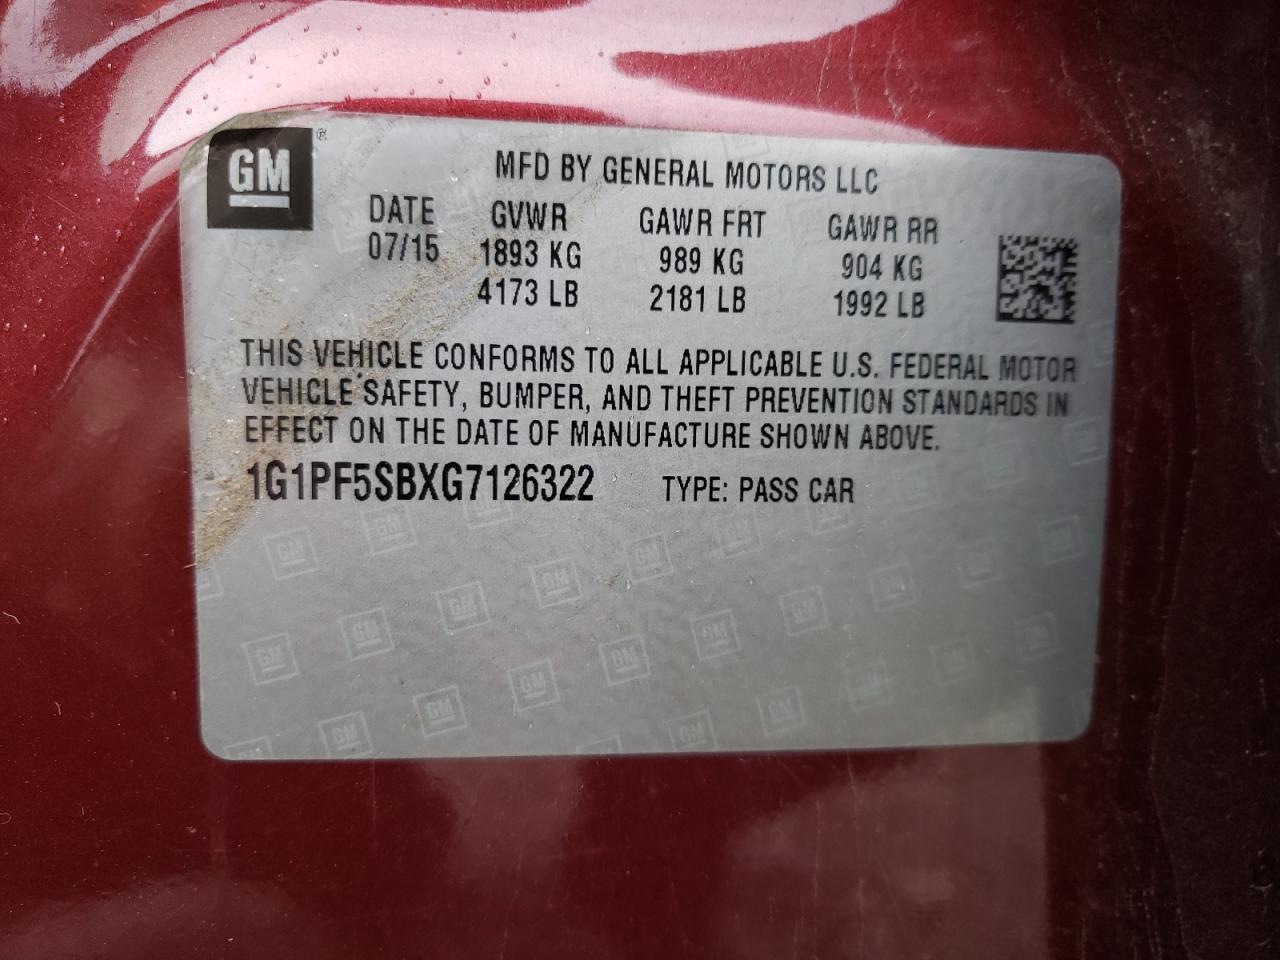 GM ®
MFD BY GENERAL MOTORS LLC
DATE GVWR GAWR FRT GAWR RR
07/15 1893 KG 989 KG 904 KG
4173 LB 2181 LB 1992 LB
THIS VEHICLE CONFORMS TO ALL APPLICABLE U.S. FEDERAL MOTOR
VEHICLE SAFETY, BUMPER, AND THEFT PREVENTION STANDARDS IN
EFFECT ON THE DATE OF MANUFACTURE SHOWN ABOVE.
1G1PF5SBXG7126322 TYPE: PASS CAR